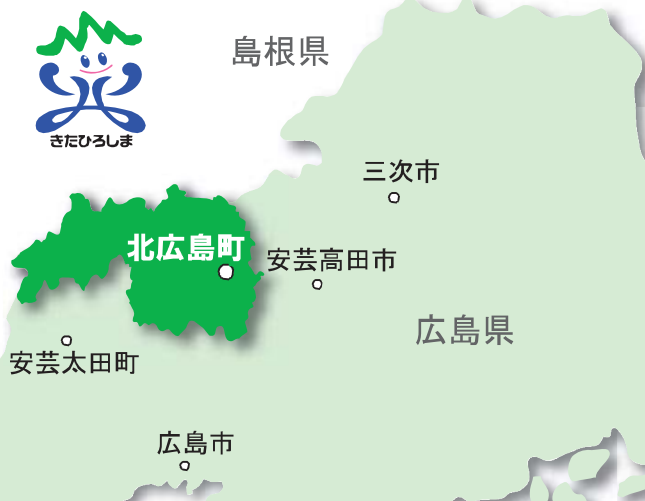 島根県
きたひろしま
三次市
北広島町
安芸高田市
広島県
安芸太田町
広島市